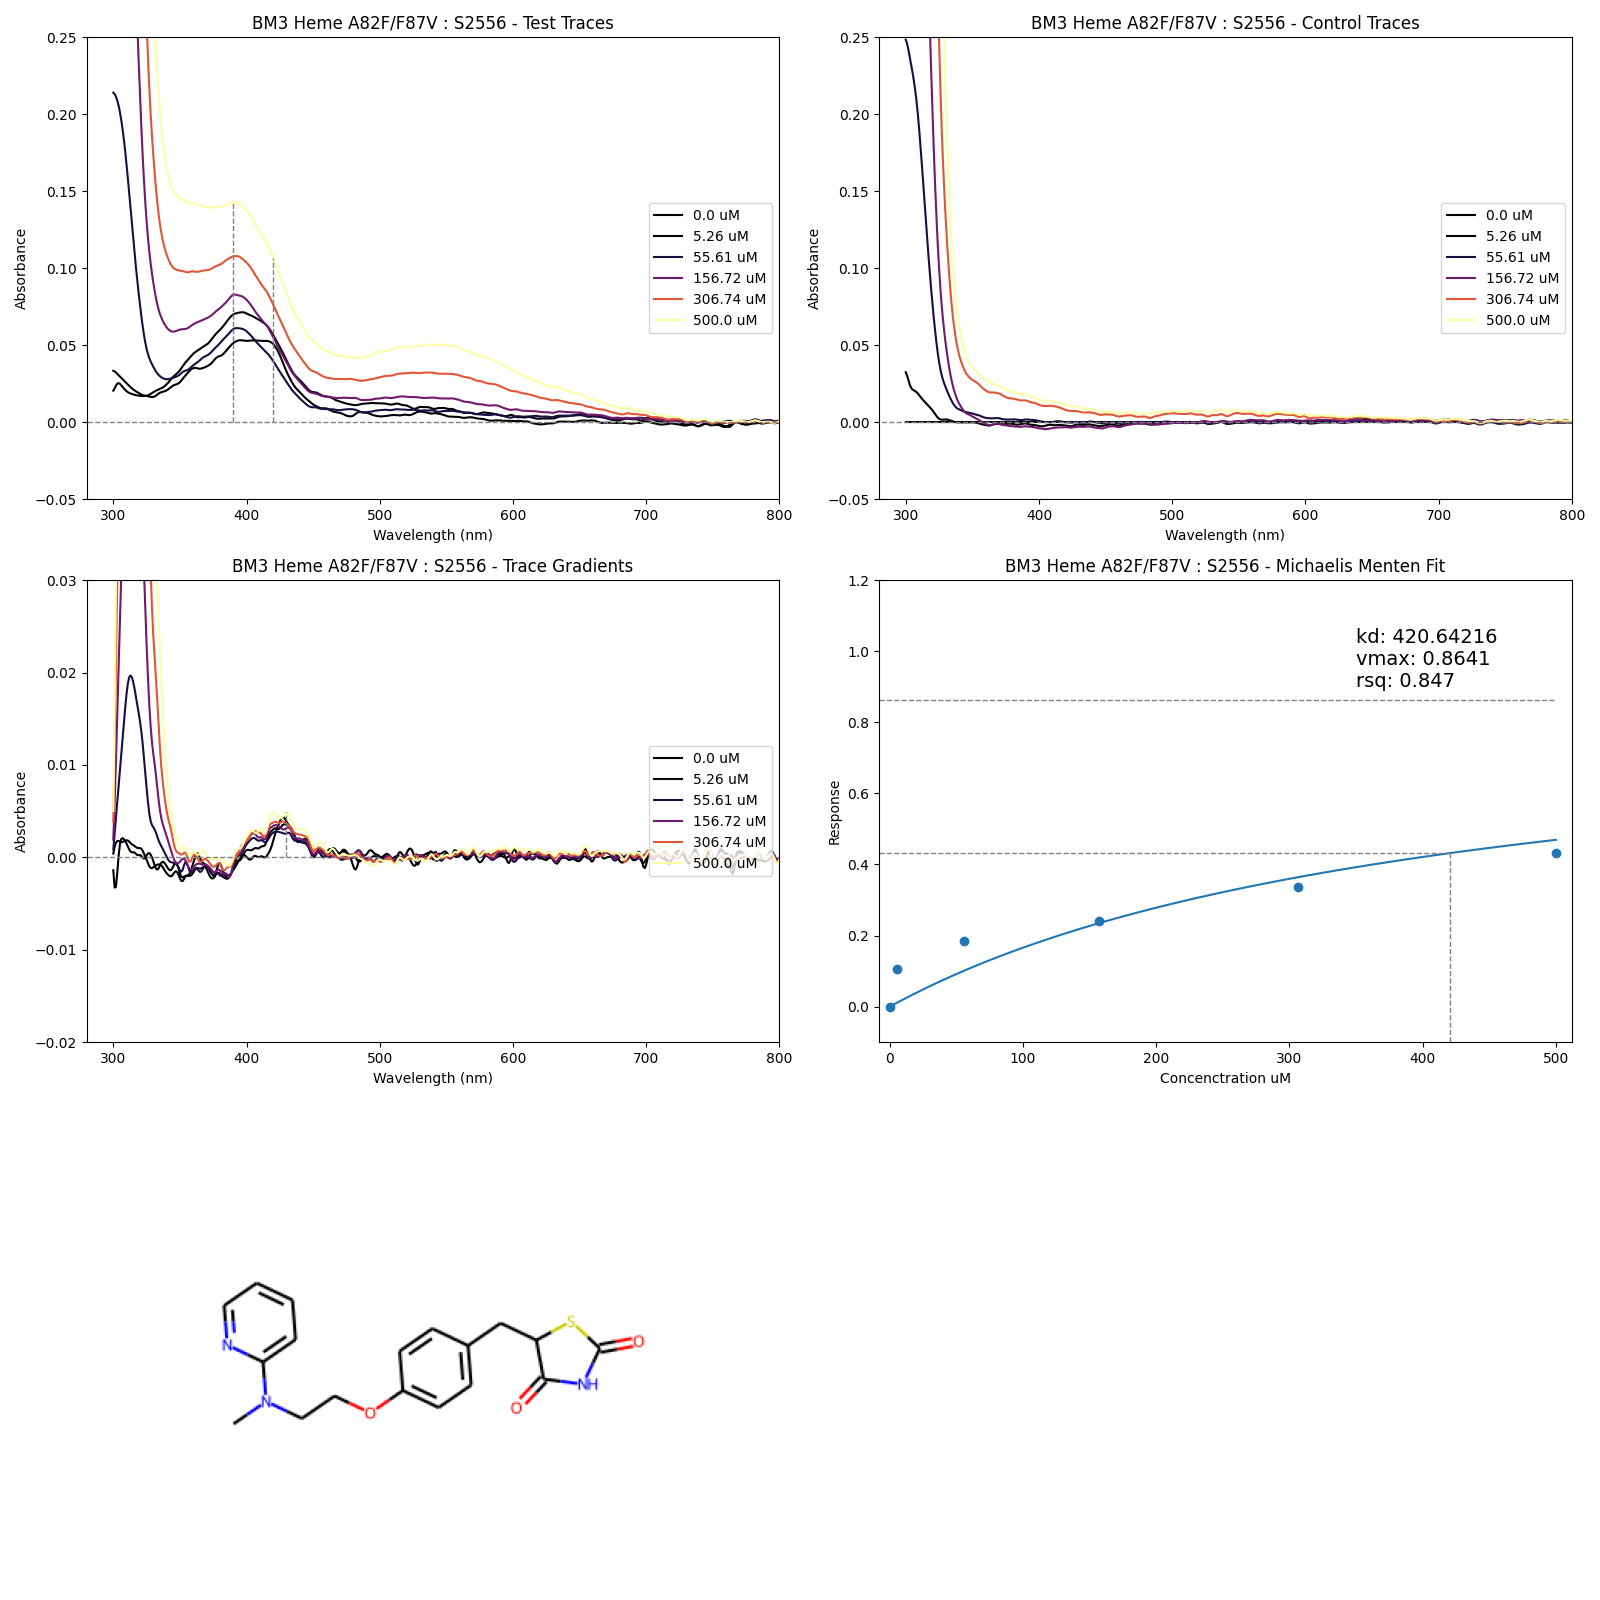 BM3 Heme A82F/F87V : S2556 - Test Traces
0.25
0.20
0.15
0.10
0.05
0.00
−0.05
Absorbance
300 400 500 600 700 800
Wavelength (nm)
0.0 uM
5.26 uM
55.61 uM
156.72 uM
306.74 uM
500.0 uM
BM3 Heme A82F/F87V : S2556 - Control Traces
0.25
0.20
0.15
0.10
0.05
0.00
−0.05
Absorbance
300 400 500 600 700 800
Wavelength (nm)
0.0 uM
5.26 uM
55.61 uM
156.72 uM
306.74 uM
500.0 uM
BM3 Heme A82F/F87V : S2556 - Trace Gradients
0.03
0.02
0.01
0.00
−0.01
−0.02
Absorbance
300 400 500 600 700 800
Wavelength (nm)
0.0 uM
5.26 uM
55.61 uM
156.72 uM
306.74 uM
500.0 uM
BM3 Heme A82F/F87V : S2556 - Michaelis Menten Fit
1.2
1.0
0.8
0.6
0.4
0.2
0.0
Response
0 100 200 300 400 500
Concenctration uM
kd: 420.64216
vmax: 0.8641
rsq: 0.847
N
N
O
S
O
NH
O